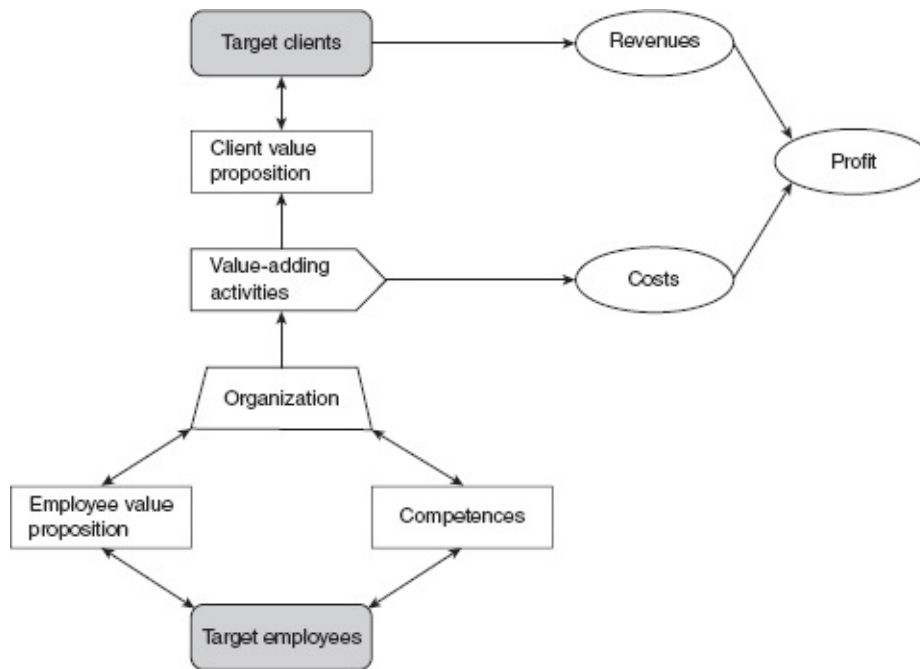 Target clients
Revenues
Client value
proposition
Profit
Value-adding
activities
Costs
Organization
Employee value
proposition
Competences
Target employees